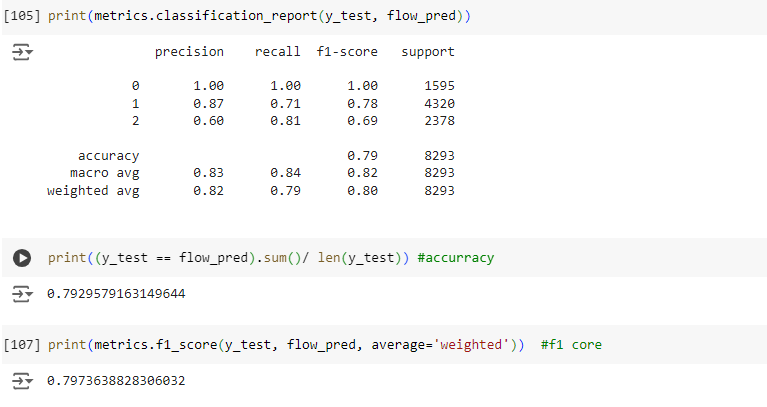 [105] print(metrics.classification_report(y_test, flow_pred))
precision recall f1-score support
0 1.00 1.00 1.00 1595
1 0.87 0.71 0.78 4320
2 0.60 0.81 0.69 2378
accuracy 0.79 8293
macro avg 0.83 0.84 0.82 8293
weighted avg 0.82 0.79 0.80 8293
print((y_test == flow_pred).sum()/ len(y_test)) #accurracy
0.7929579163149644
[107] print(metrics.f1_score(y_test, flow_pred, average='weighted')) #f1 core
0.7973638828306032